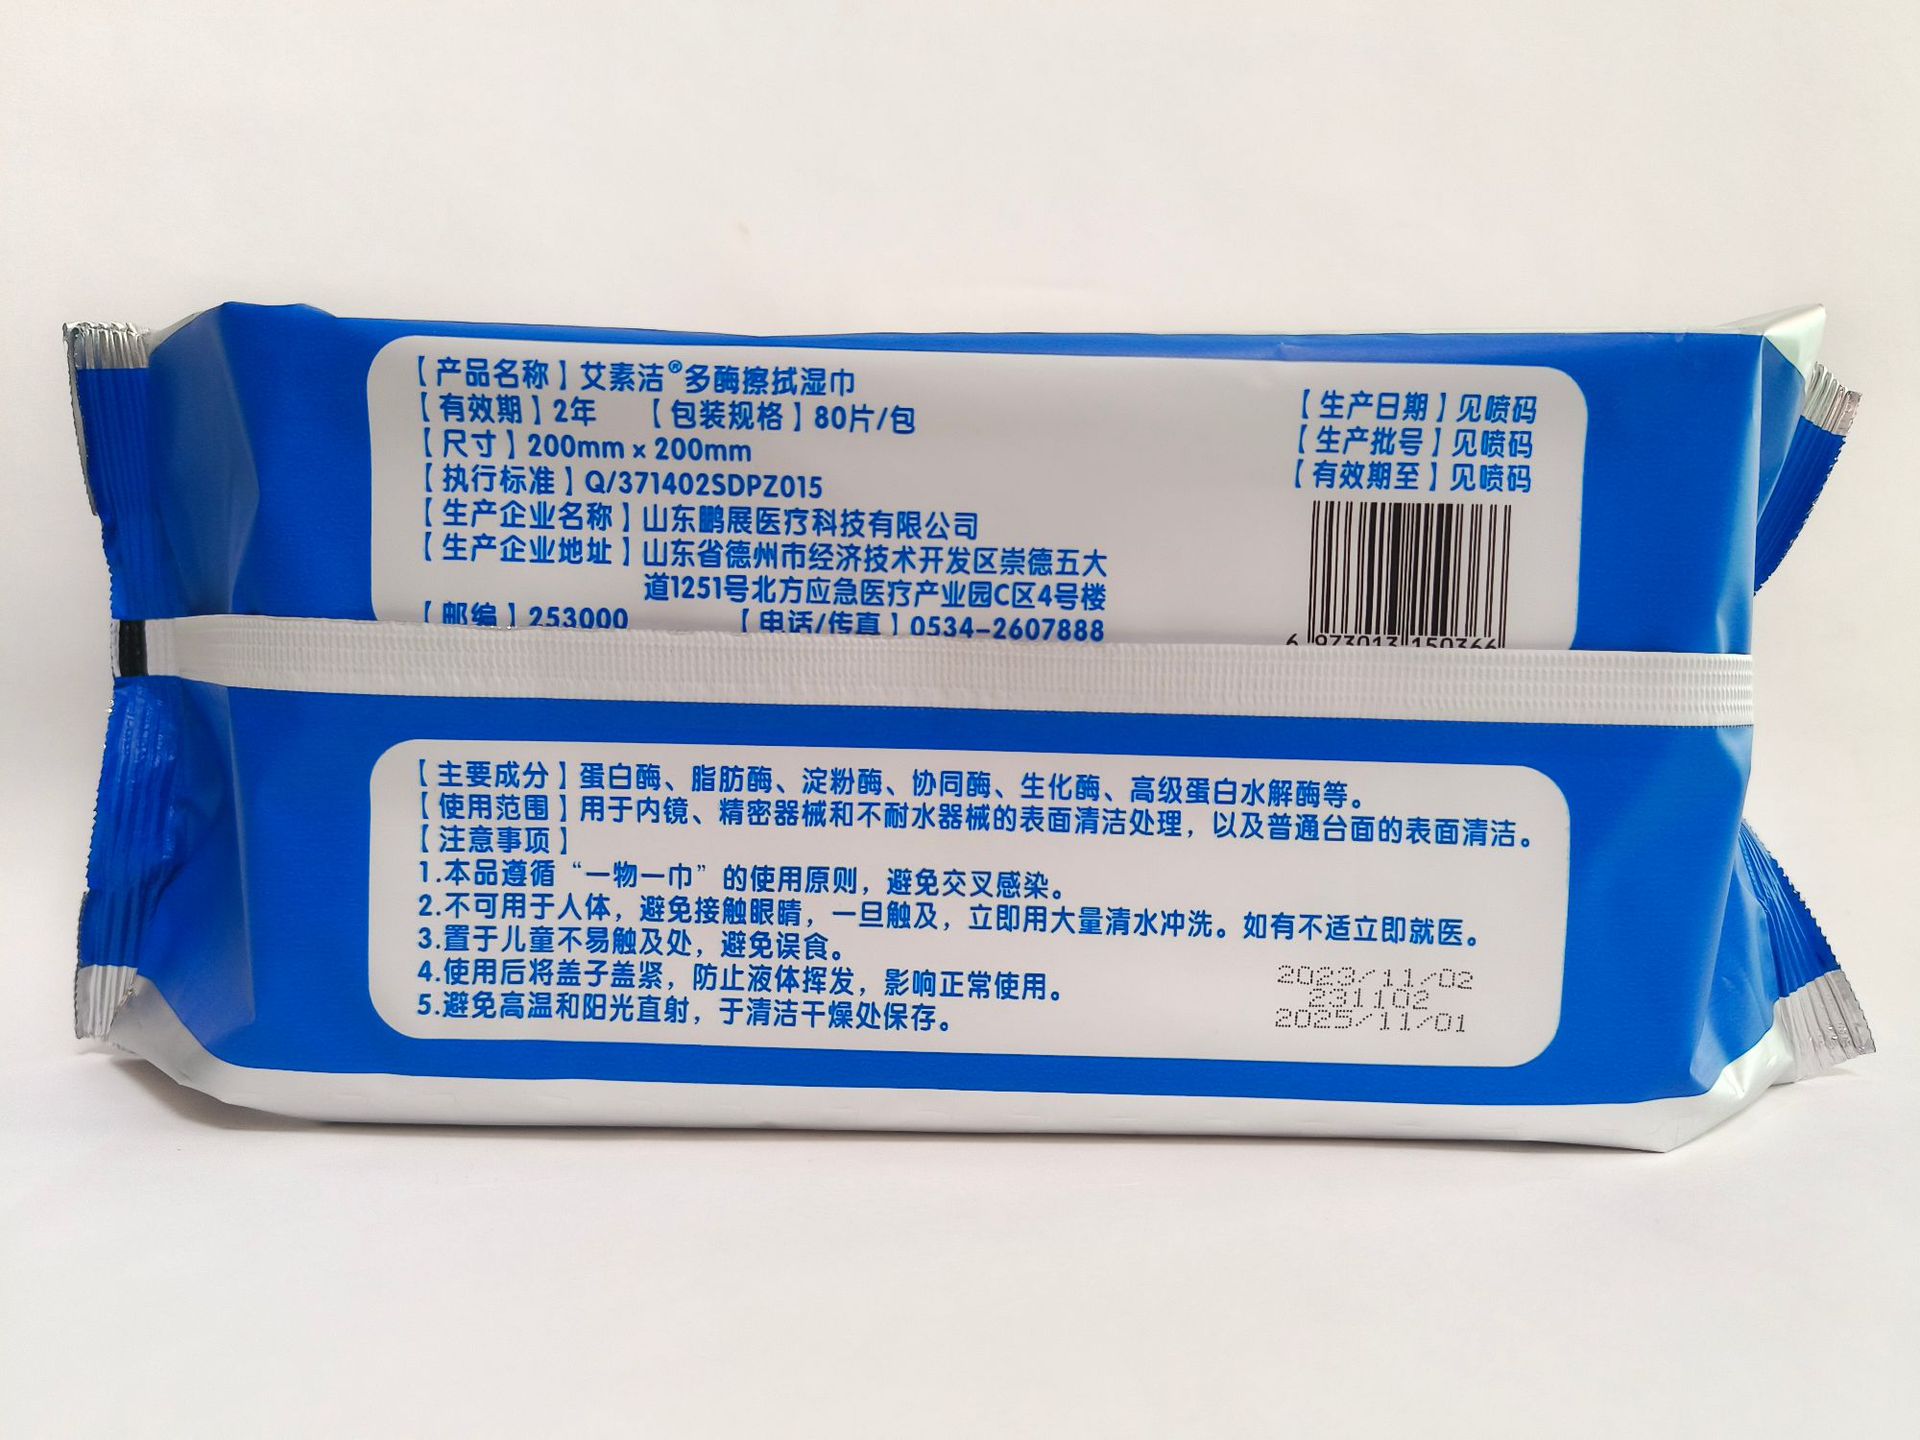 【产品名称】艾素洁®多酶擦拭湿巾
【有效期】2年 【包装规格】80片/包
【尺寸】200mm×200mm
【执行标准】Q/371402SDPZ015
【生产企业名称】山东鹏展医疗科技有限公司
【生产企业地址】山东省德州市经济技术开发区崇德五大
道1251号北方应急医疗产业园C区4号楼
【邮编】253000 【电话/传真】0534-2607888
【生产日期】见喷码
【生产批号】见喷码
【有效期至】见喷码
6 973013 150366
【主要成分】蛋白酶、脂肪酶、淀粉酶、协同酶、生化酶、高级蛋白水解酶等。
【使用范围】用于内镜、精密器械和不耐水器械的表面清洁处理，以及普通台面的表面清洁。
【注意事项】
1.本品遵循“一物一巾”的使用原则，避免交叉感染。
2.不可用于人体，避免接触眼睛，一旦触及，立即用大量清水冲洗。如有不适立即就医。
3.置于儿童不易触及处，避免误食。
4.使用后将盖子盖紧，防止液体挥发，影响正常使用。
5.避免高温和阳光直射，于清洁干燥处保存。
2023/11/02
231102
2025/11/01